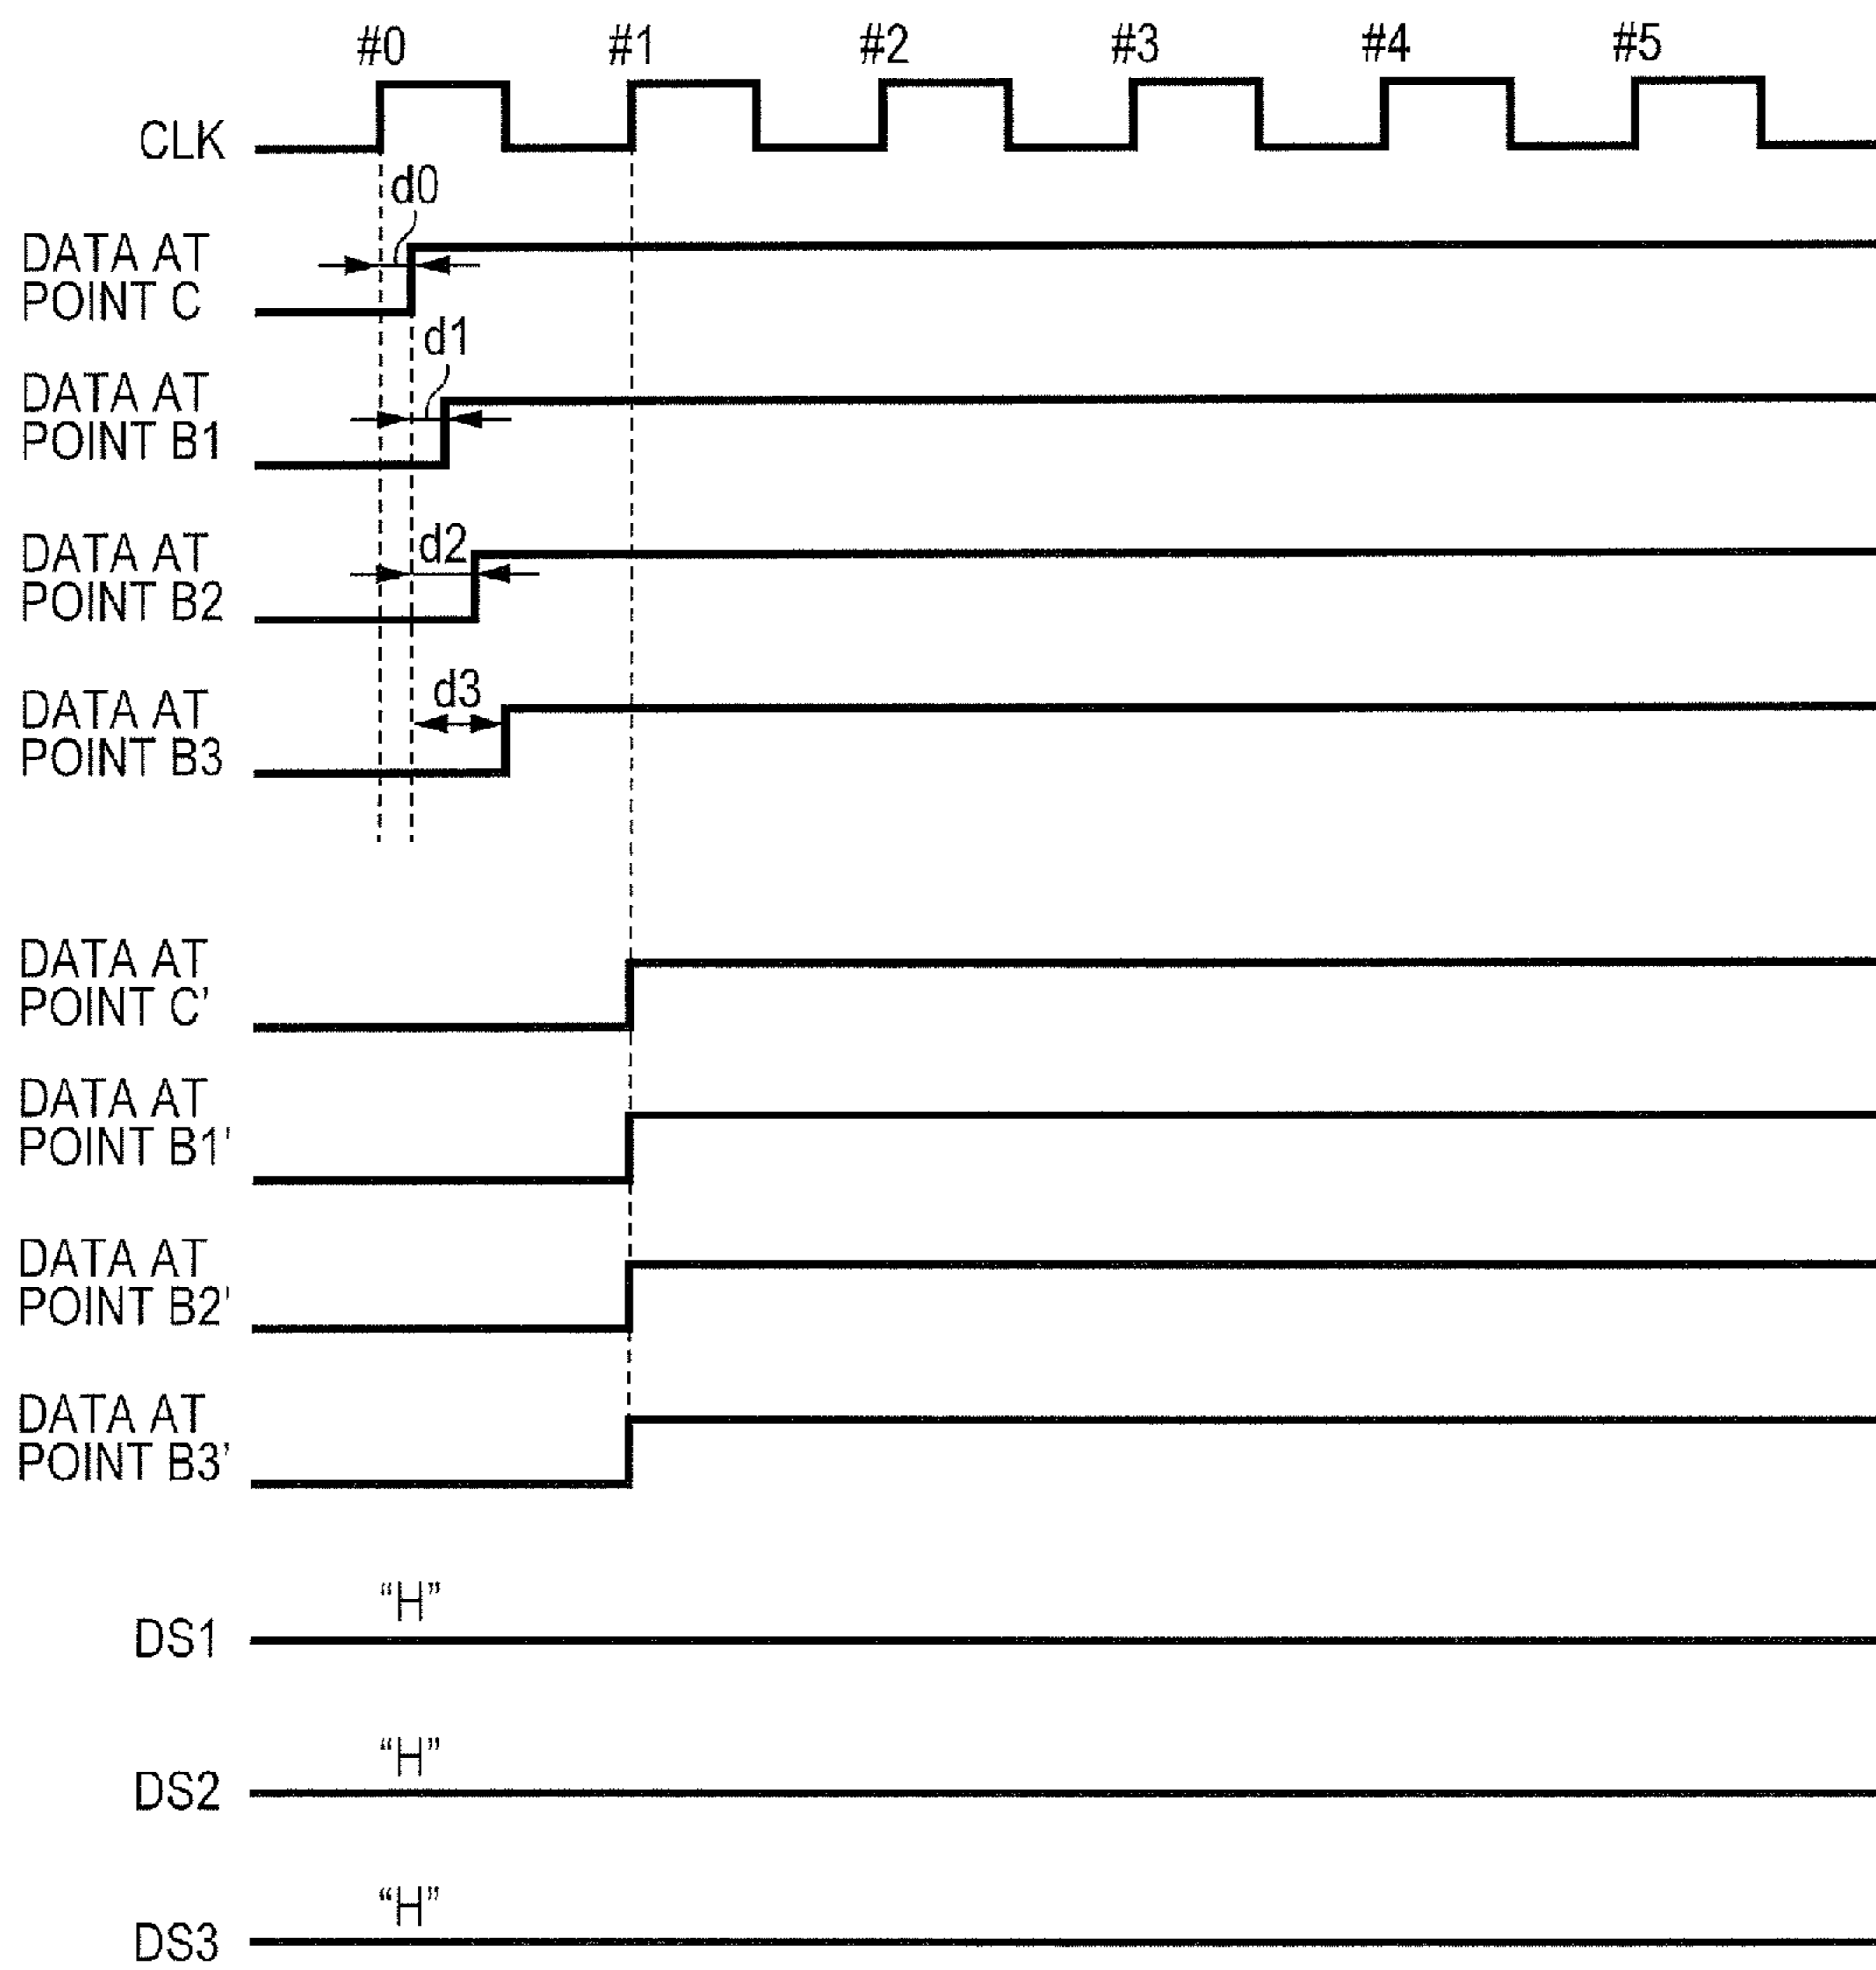 #0 #1 #2 #3 #4 #5
CLK
d0
DATA AT
POINT C
d1
DATA AT
POINT B1
d2
DATA AT
POINT B2
d3
DATA AT
POINT B3
DATA AT
POINT C'
DATA AT
POINT B1'
DATA AT
POINT B2'
DATA AT
POINT B3'
“H”
DS1
“H”
DS2
“H”
DS3